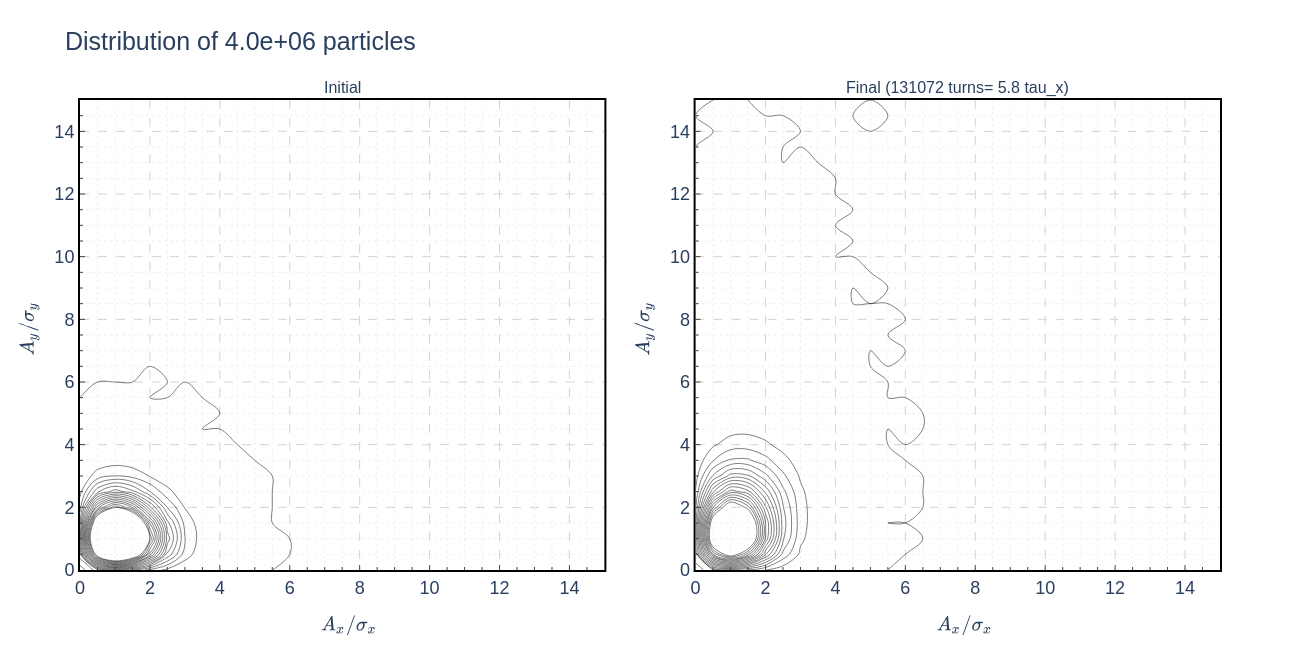 Distribution of 4.0e+06 particles
Initial
Final (131072 turns= 5.8 tau_x)
14
12
10
8
6
4
2
0
A_y/σ_y
0 2 4 6 8 10 12 14
A_x/σ_x
14
12
10
8
6
4
2
0
A_y/σ_y
0 2 4 6 8 10 12 14
A_x/σ_x